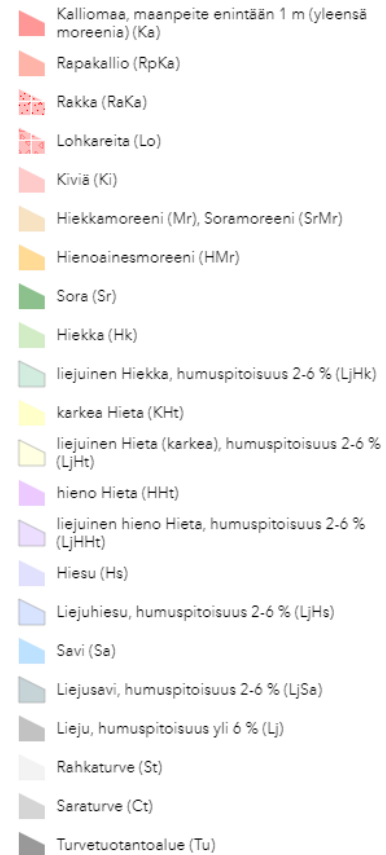 Kalliomaa, maanpeite enintään 1 m (yleensä
moreenia) (Ka)
Rapakallio (RpKa)
Rakka (RaKa)
Lohkareita (Lo)
Kiviä (Ki)
Hiekkamoreeni (Mr), Soramoreeni (SrMr)
Hienoainesmoreeni (HMr)
Sora (Sr)
Hiekka (Hk)
liejuinen Hiekka, humuspitoisuus 2-6 % (LjHk)
karkea Hieta (KHt)
liejuinen Hieta (karkea), humuspitoisuus 2-6 %
(LjHt)
hieno Hieta (HHt)
liejuinen hieno Hieta, humuspitoisuus 2-6 %
(LjHHt)
Hiesu (Hs)
Liejuhiesu, humuspitoisuus 2-6 % (LjHs)
Savi (Sa)
Liejusavi, humuspitoisuus 2-6 % (LjSa)
Lieju, humuspitoisuus yli 6 % (Lj)
Rahkaturve (St)
Saraturve (Ct)
Turvetuotantoalue (Tu)